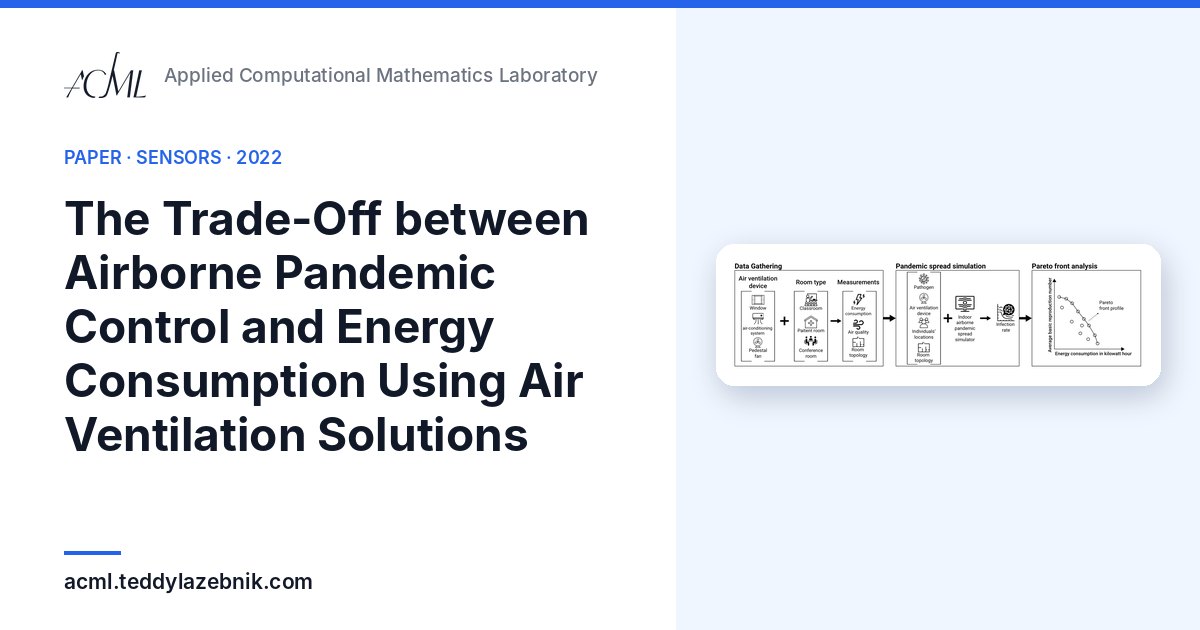 ACML
Applied Computational Mathematics Laboratory
PAPER · SENSORS · 2022
The Trade-Off between
Airborne Pandemic
Control and Energy
Consumption Using Air
Ventilation Solutions
acml.teddylazebnik.com
Data Gathering
Air ventilation
device
Window
air-conditioning
system
Pedestal
fan
+
Room type
Classroom
Patient room
Conference
room
Measurements
Energy
consumption
Air quality
Room
topology
Pandemic spread simulation
Pathogen
Air ventilation
device
Individuals'
locations
Room
topology
+
Indoor
airborne
pandemic
spread
simulator
Infection
rate
Pareto front analysis
Average basic reproduction number
Pareto
front profile
Energy consumption in kilowatt hour